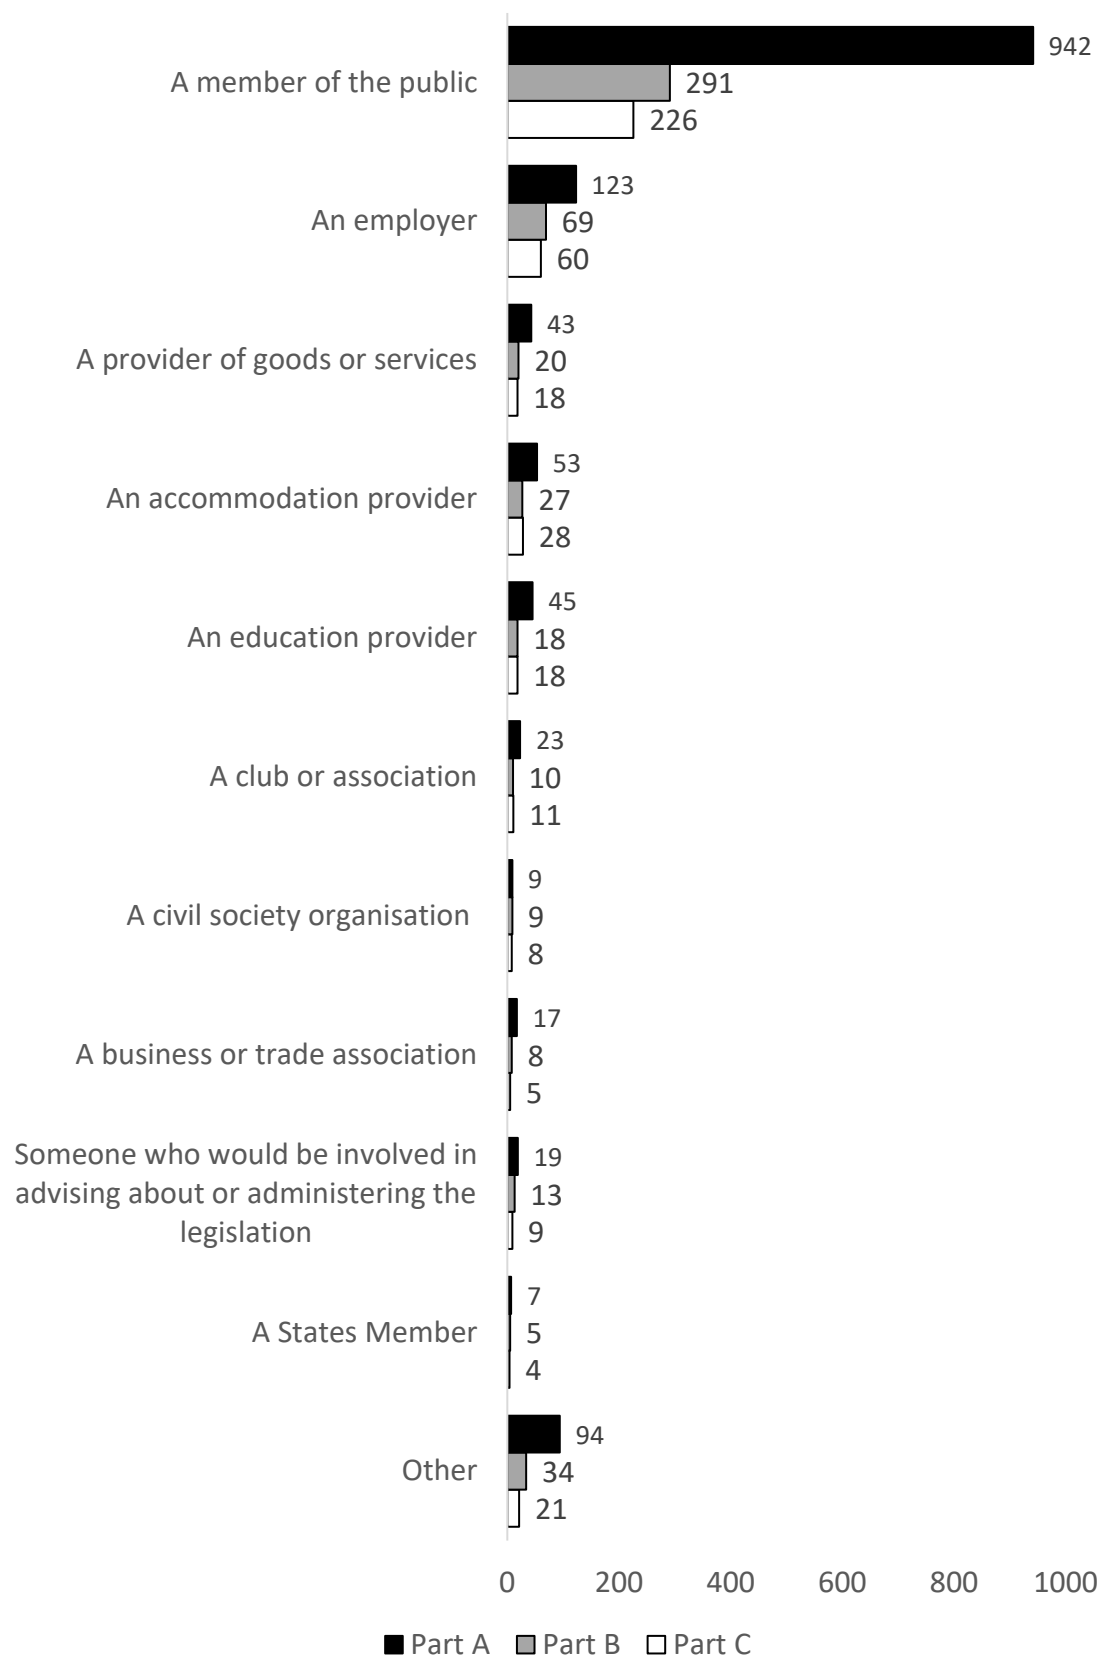 942
A member of the public
291
226
123
An employer
69
60
43
A provider of goods or services
20
18
53
An accommodation provider
27
28
45
An education provider
18
18
23
A club or association
10
11
9
A civil society organisation
9
8
17
A business or trade association
8
5
Someone who would be involved in
19
advising about or administering the
13
legislation
9
7
A States Member
5
4
94
Other
34
21
0 200 400 600 800 1000
Part A Part B Part C